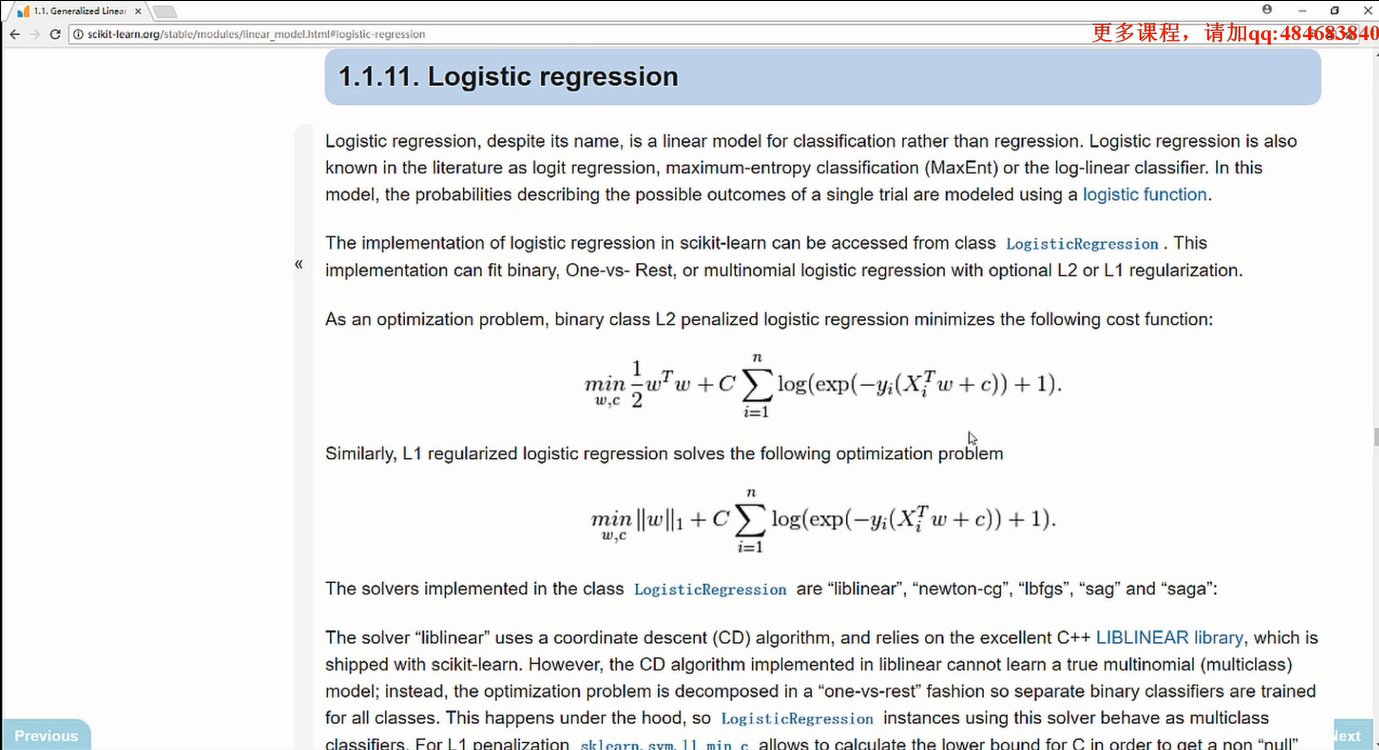 1.1. Generalized Linear
scikit-learn.org/stable/modules/linear_model.html#logistic-regression
更多课程，请加qq:484683840
1.1.11. Logistic regression
Logistic regression, despite its name, is a linear model for classification rather than regression. Logistic regression is also
known in the literature as logit regression, maximum-entropy classification (MaxEnt) or the log-linear classifier. In this
model, the probabilities describing the possible outcomes of a single trial are modeled using a logistic function.
The implementation of logistic regression in scikit-learn can be accessed from class LogisticRegression. This
«
implementation can fit binary, One-vs- Rest, or multinomial logistic regression with optional L2 or L1 regularization.
As an optimization problem, binary class L2 penalized logistic regression minimizes the following cost function:
min_{w,c} \frac{1}{2}w^T w + C \sum_{i=1}^{n} \log(\exp(-y_i(X_i^T w + c)) + 1).
Similarly, L1 regularized logistic regression solves the following optimization problem
min_{w,c} \|w\|_1 + C \sum_{i=1}^{n} \log(\exp(-y_i(X_i^T w + c)) + 1).
The solvers implemented in the class LogisticRegression are “liblinear”, “newton-cg”, “lbfgs”, “sag” and “saga”:
The solver “liblinear” uses a coordinate descent (CD) algorithm, and relies on the excellent C++ LIBLINEAR library, which is
shipped with scikit-learn. However, the CD algorithm implemented in liblinear cannot learn a true multinomial (multiclass)
model; instead, the optimization problem is decomposed in a “one-vs-rest” fashion so separate binary classifiers are trained
for all classes. This happens under the hood, so LogisticRegression instances using this solver behave as multiclass
classifiers. For L1 penalization sklearn.svm.l1_min_c allows to calculate the lower bound for C in order to get a non “null”
Previous
Next